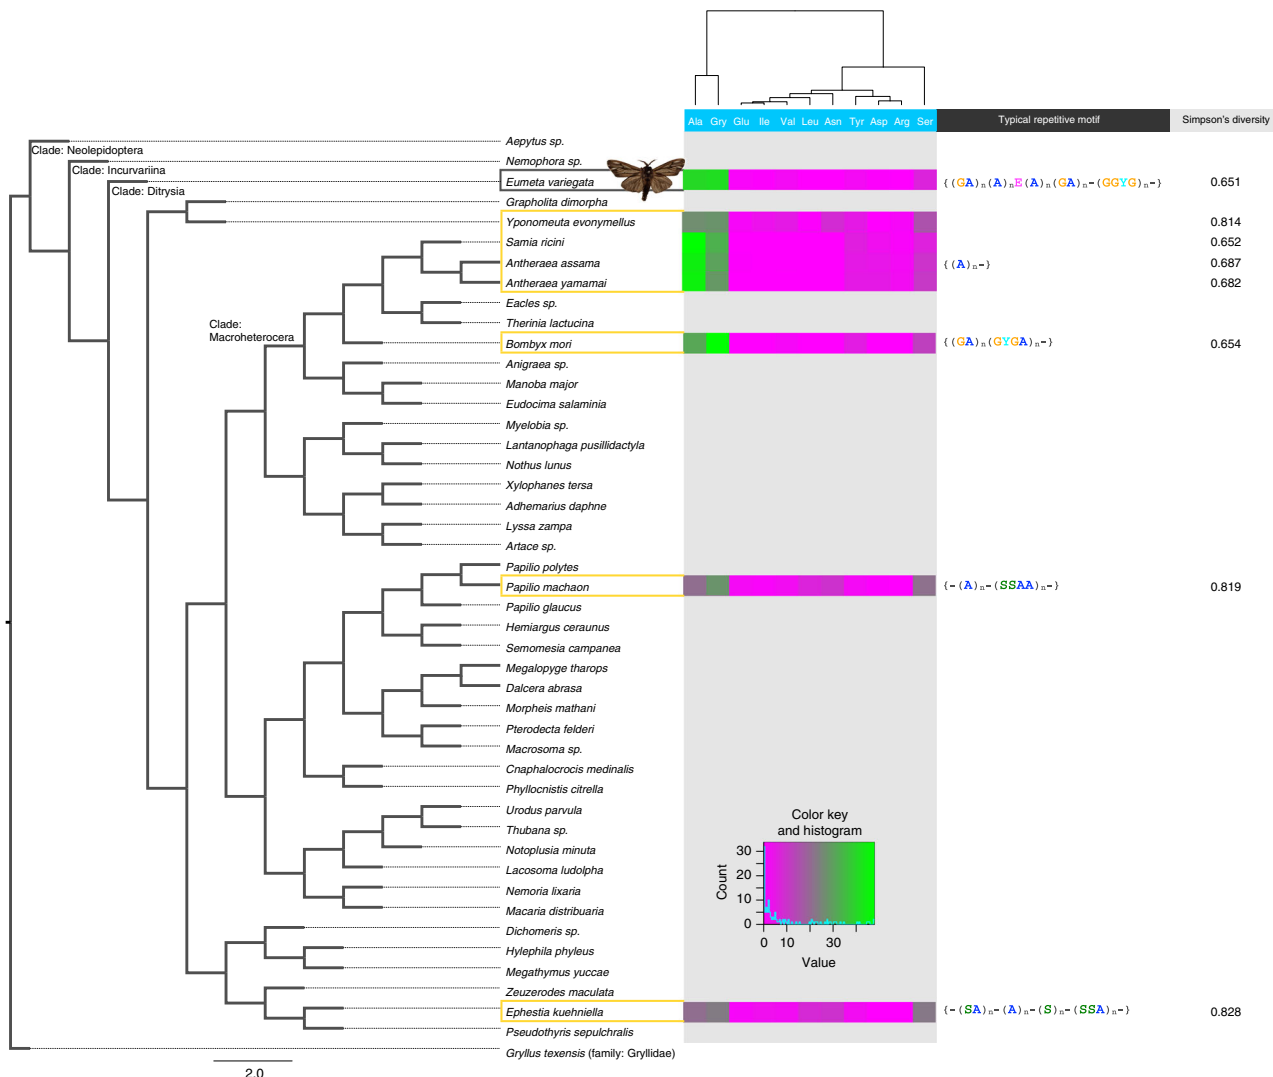 Ala Gry Glu Ile Val Leu Asn Tyr Asp Arg Ser Typical repetitive motif Simpson's diversity
Aepytus sp.
Clade: Neolepidoptera
Nemophora sp.
Clade: Incurvariina
Eumeta variegata {(GA)n(A)nE(A)n(GA)n-(GGYG)n-} 0.651
Clade: Ditrysia
Grapholita dimorpha
Yponomeuta evonymellus 0.814
Samia ricini 0.652
Antheraea assama {(A)n-} 0.687
Antheraea yamamai 0.682
Eacles sp.
Therinia lactucina
Clade:
Macroheterocera
Bombyx mori {(GA)n(GYGA)n-} 0.654
Anigraea sp.
Manoba major
Eudocima salaminia
Myelobia sp.
Lantanophaga pusillidactyla
Nothus lunus
Xylophanes tersa
Adhemarius daphne
Lyssa zampa
Artace sp.
Papilio polytes
Papilio machaon {-(A)n-(SSAA)n-} 0.819
Papilio glaucus
Hemiargus ceraunus
Semomesia campanea
Megalopyge tharops
Dalcera abrasa
Morpheis mathani
Pterodecta felderi
Macrosoma sp.
Cnaphalocrocis medinalis
Phyllocnistis citrella
Urodus parvula
Thubana sp.
Notoplusia minuta
Lacosoma ludolpha
Nemoria lixaria
Macaria distribuaria
Color key
and histogram
Count
30
20
10
0
0 10 30
Value
Dichomeris sp.
Hylephila phyleus
Megathymus yuccae
Zeuzerodes maculata
Ephestia kuehniella {-(SA)n-(A)n-(S)n-(SSA)n-} 0.828
Pseudothyris sepulchralis
Gryllus texensis (family: Gryllidae)
2.0